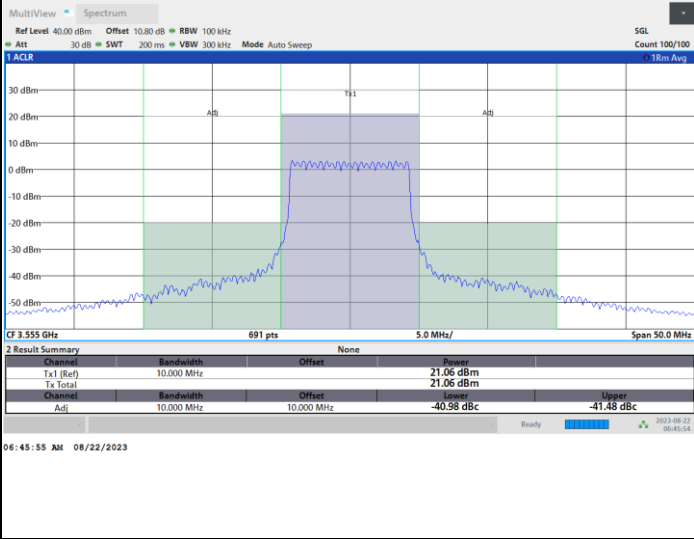 MultiView Spectrum
Ref Level 40.00 dBm Offset 10.80 dB RBW 100 kHz SGL
Att 30 dB SWT 200 ms VBW 300 kHz Mode Auto Sweep Count 100/100
1 ACLR 1Rm Avg
30 dBm
Tx1
Adj Adj
20 dBm
10 dBm
0 dBm
-10 dBm
-20 dBm
-30 dBm
-40 dBm
-50 dBm
CF 3.555 GHz 691 pts 5.0 MHz/ Span 50.0 MHz
2 Result Summary None
Channel Bandwidth Offset Power
Tx1 (Ref) 10.000 MHz 21.06 dBm
Tx Total 21.06 dBm
Channel Bandwidth Offset Lower Upper
Adj 10.000 MHz 10.000 MHz -40.98 dBc -41.48 dBc
Ready 2023-08-22
06:45:54
06:45:55 AM 08/22/2023